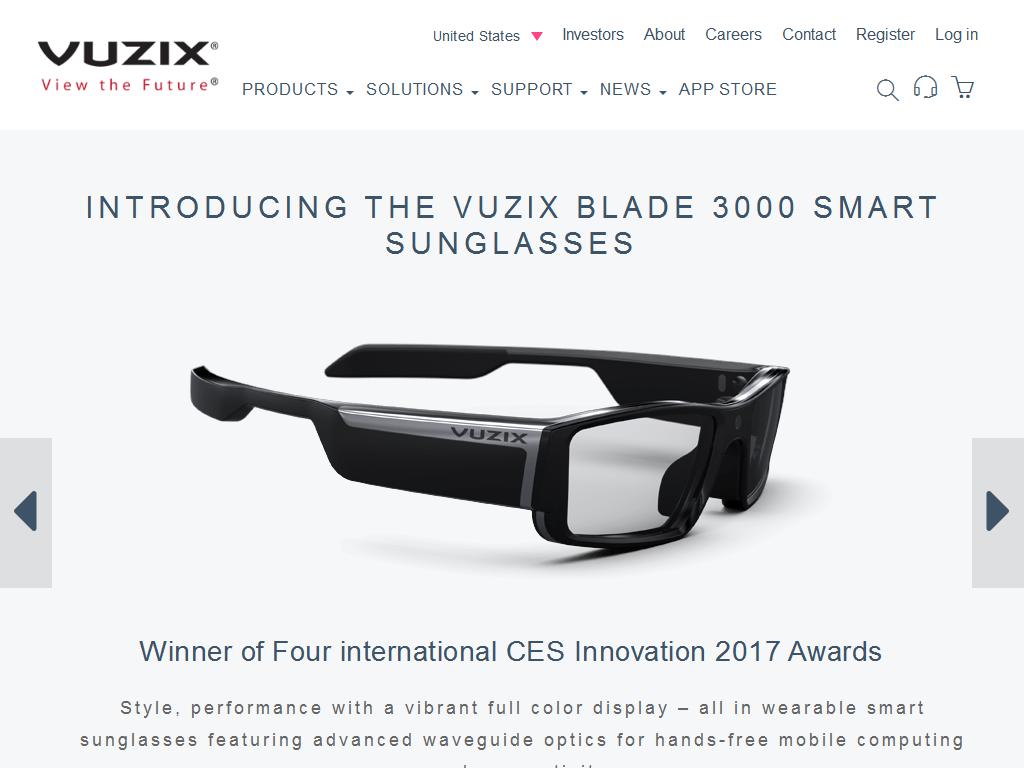 United States Investors About Careers Contact Register Log in
VUZIX®
View the Future®
PRODUCTS SOLUTIONS SUPPORT NEWS APP STORE
INTRODUCING THE VUZIX BLADE 3000 SMART
SUNGLASSES
VUZIX
Winner of Four international CES Innovation 2017 Awards
Style, performance with a vibrant full color display – all in wearable smart
sunglasses featuring advanced waveguide optics for hands-free mobile computing